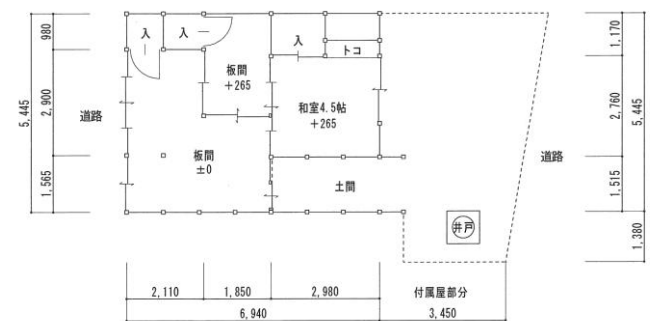 980
2,900
1,565
5,445
道路
入
入
板間
+265
入
トコ
和室4.5帖
+265
板間
±0
土間
井戸
道路
1,170
2,760
1,515
5,445
1,380
2,110
1,850
2,980
付属屋部分
6,940
3,450